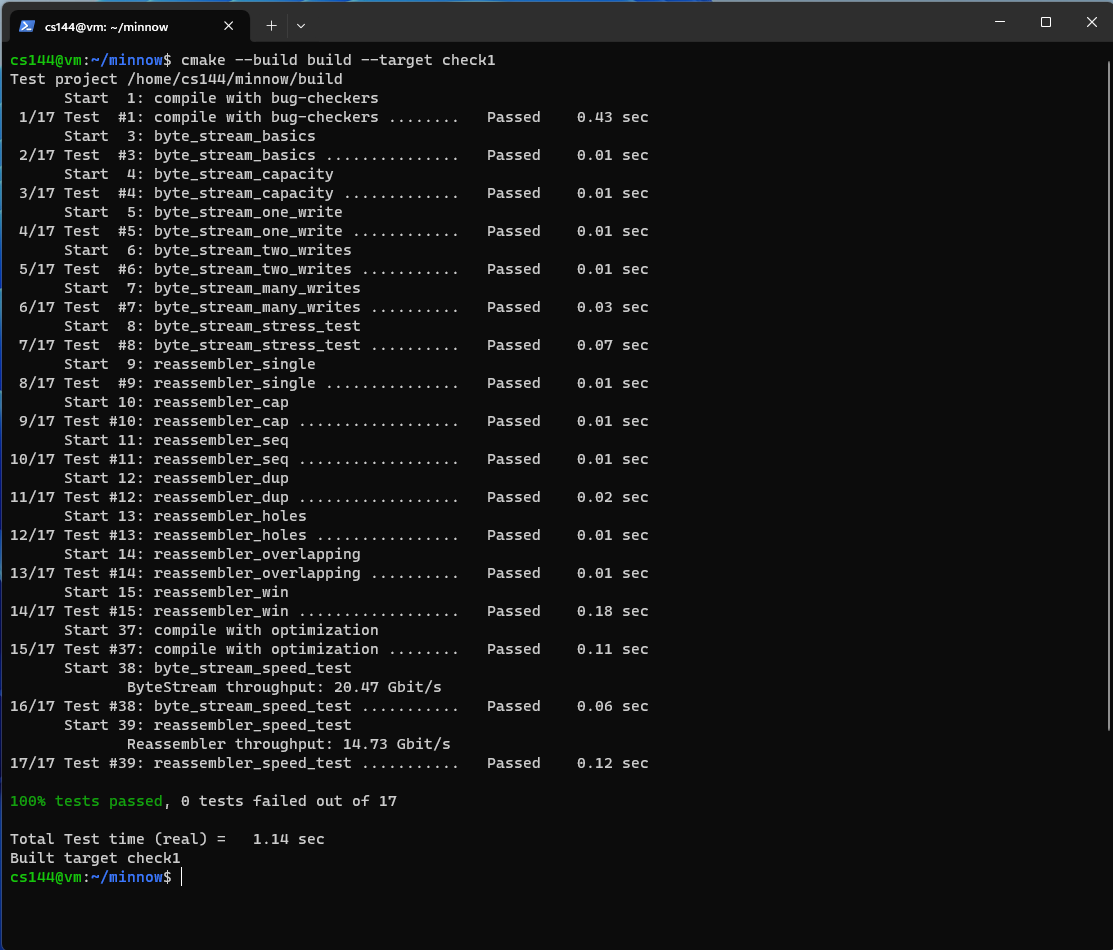 cs144@vm: ~/minnow
cs144@vm:~/minnow$ cmake --build build --target check1
Test project /home/cs144/minnow/build
      Start  1: compile with bug-checkers
 1/17 Test  #1: compile with bug-checkers ........   Passed    0.43 sec
      Start  3: byte_stream_basics
 2/17 Test  #3: byte_stream_basics ...............   Passed    0.01 sec
      Start  4: byte_stream_capacity
 3/17 Test  #4: byte_stream_capacity .............   Passed    0.01 sec
      Start  5: byte_stream_one_write
 4/17 Test  #5: byte_stream_one_write ............   Passed    0.01 sec
      Start  6: byte_stream_two_writes
 5/17 Test  #6: byte_stream_two_writes ...........   Passed    0.01 sec
      Start  7: byte_stream_many_writes
 6/17 Test  #7: byte_stream_many_writes ..........   Passed    0.03 sec
      Start  8: byte_stream_stress_test
 7/17 Test  #8: byte_stream_stress_test ..........   Passed    0.07 sec
      Start  9: reassembler_single
 8/17 Test  #9: reassembler_single ...............   Passed    0.01 sec
      Start 10: reassembler_cap
 9/17 Test #10: reassembler_cap ..................   Passed    0.01 sec
      Start 11: reassembler_seq
10/17 Test #11: reassembler_seq ..................   Passed    0.01 sec
      Start 12: reassembler_dup
11/17 Test #12: reassembler_dup ..................   Passed    0.02 sec
      Start 13: reassembler_holes
12/17 Test #13: reassembler_holes ................   Passed    0.01 sec
      Start 14: reassembler_overlapping
13/17 Test #14: reassembler_overlapping ..........   Passed    0.01 sec
      Start 15: reassembler_win
14/17 Test #15: reassembler_win ..................   Passed    0.18 sec
      Start 37: compile with optimization
15/17 Test #37: compile with optimization ........   Passed    0.11 sec
      Start 38: byte_stream_speed_test
             ByteStream throughput: 20.47 Gbit/s
16/17 Test #38: byte_stream_speed_test ...........   Passed    0.06 sec
      Start 39: reassembler_speed_test
             Reassembler throughput: 14.73 Gbit/s
17/17 Test #39: reassembler_speed_test ...........   Passed    0.12 sec
100% tests passed, 0 tests failed out of 17
Total Test time (real) =   1.14 sec
Built target check1
cs144@vm:~/minnow$